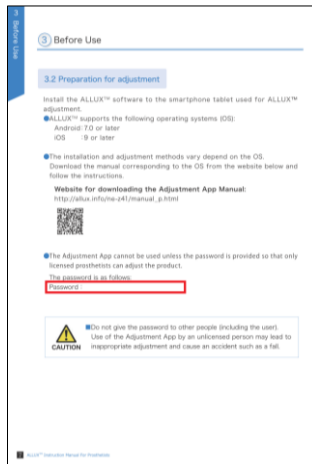 3
Before Use
3 Before Use
3.2 Preparation for adjustment
Install the ALLUX™ software to the smartphone tablet used for ALLUX™
adjustment.
●ALLUX™ supports the following operating systems (OS):
Android: 7.0 or later
iOS : 9 or later
●The installation and adjustment methods vary depend on the OS.
Download the manual corresponding to the OS from the website below and
follow the instructions.
Website for downloading the Adjustment App Manual:
http://allux.info/ne-z41/manual_p.html
●The Adjustment App cannot be used unless the password is provided so that only
licensed prosthetists can adjust the product.
The password is as follows:
Password :
CAUTION
■Do not give the password to other people (including the user).
Use of the Adjustment App by an unlicensed person may lead to
inappropriate adjustment and cause an accident such as a fall.
ALLUX™ Instruction Manual for Prosthetists